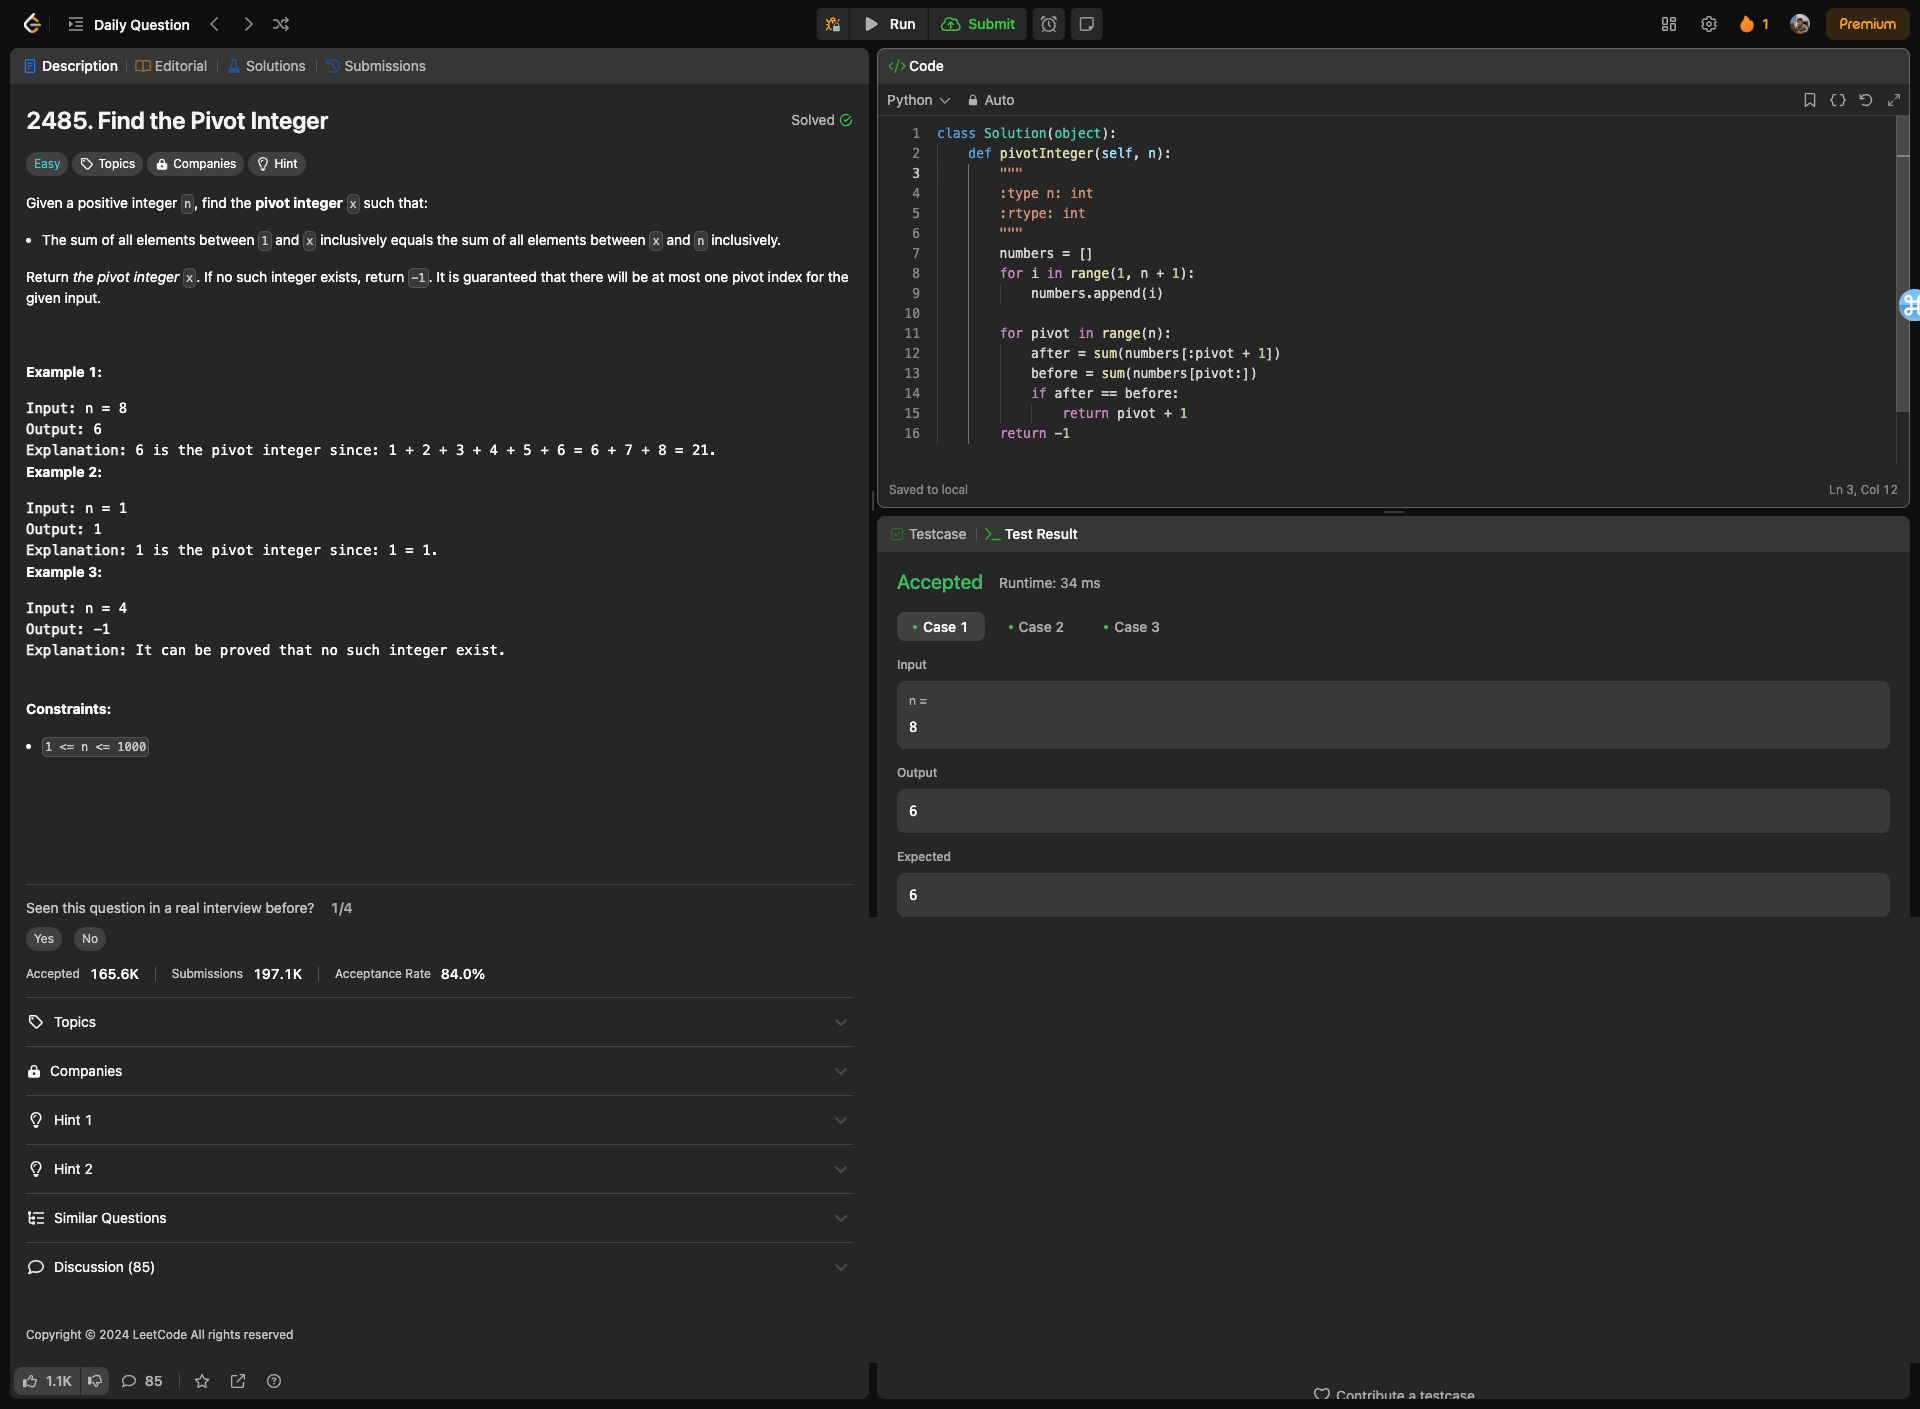 Daily Question
Run
Submit
1
Premium
Description
Editorial
Solutions
Submissions
2485. Find the Pivot Integer
Solved
Easy
Topics
Companies
Hint
Given a positive integer n, find the pivot integer x such that:
• The sum of all elements between 1 and x inclusively equals the sum of all elements between x and n inclusively.
Return the pivot integer x. If no such integer exists, return -1. It is guaranteed that there will be at most one pivot index for the
given input.
Example 1:
Input: n = 8
Output: 6
Explanation: 6 is the pivot integer since: 1 + 2 + 3 + 4 + 5 + 6 = 6 + 7 + 8 = 21.
Example 2:
Input: n = 1
Output: 1
Explanation: 1 is the pivot integer since: 1 = 1.
Example 3:
Input: n = 4
Output: -1
Explanation: It can be proved that no such integer exist.
Constraints:
• 1 <= n <= 1000
Seen this question in a real interview before? 1/4
Yes
No
Accepted 165.6K
Submissions 197.1K
Acceptance Rate 84.0%
Topics
Companies
Hint 1
Hint 2
Similar Questions
Discussion (85)
Copyright © 2024 LeetCode All rights reserved
1.1K
85
</> Code
Python
Auto
1 class Solution(object):
2     def pivotInteger(self, n):
3         """
4         :type n: int
5         :rtype: int
6         """
7         numbers = []
8         for i in range(1, n + 1):
9             numbers.append(i)
10
11         for pivot in range(n):
12             after = sum(numbers[:pivot + 1])
13             before = sum(numbers[pivot:])
14             if after == before:
15                 return pivot + 1
16         return -1
Saved to local
Ln 3, Col 12
Testcase
>_ Test Result
Accepted
Runtime: 34 ms
• Case 1
• Case 2
• Case 3
Input
n =
8
Output
6
Expected
6
Contribute a testcase